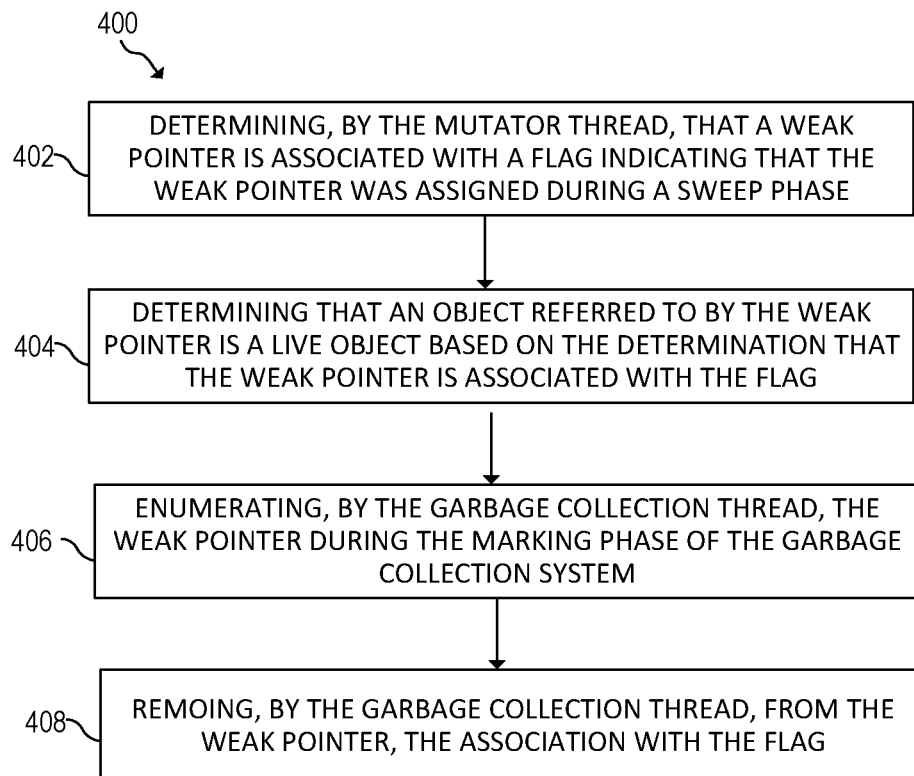 400
402
DETERMINING, BY THE MUTATOR THREAD, THAT A WEAK
POINTER IS ASSOCIATED WITH A FLAG INDICATING THAT THE
WEAK POINTER WAS ASSIGNED DURING A SWEEP PHASE
404
DETERMINING THAT AN OBJECT REFERRED TO BY THE WEAK
POINTER IS A LIVE OBJECT BASED ON THE DETERMINATION THAT
THE WEAK POINTER IS ASSOCIATED WITH THE FLAG
406
ENUMERATING, BY THE GARBAGE COLLECTION THREAD, THE
WEAK POINTER DURING THE MARKING PHASE OF THE GARBAGE
COLLECTION SYSTEM
408
REMOING, BY THE GARBAGE COLLECTION THREAD, FROM THE
WEAK POINTER, THE ASSOCIATION WITH THE FLAG